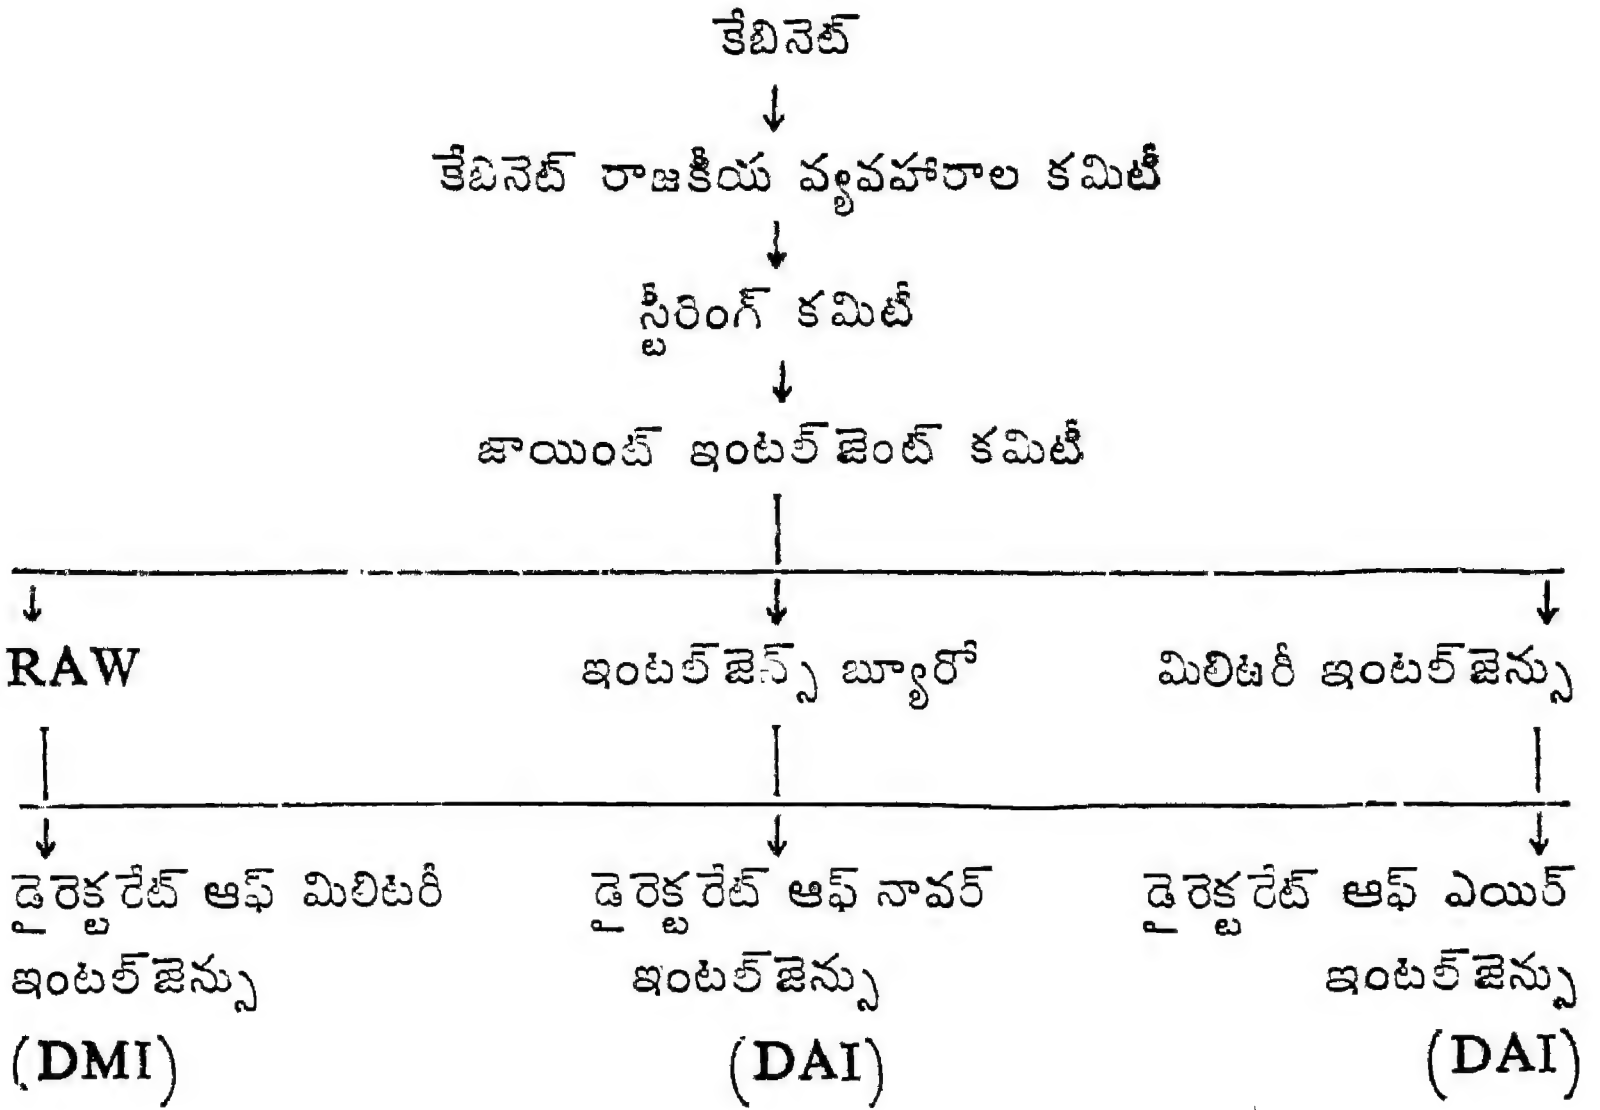 కేబినెట్
కేబినెట్ రాజకీయ వ్యవహారాల కమిటీ
స్టీరింగ్ కమిటీ
జాయింట్ ఇంటల్‌జెంట్ కమిటీ
RAW ఇంటల్‌జెన్స్ బ్యూరో మిలిటరీ ఇంటల్‌జెన్సు
డైరెక్టరేట్ ఆఫ్ మిలిటరీ డైరెక్టరేట్ ఆఫ్ నావర్ డైరెక్టరేట్ ఆఫ్ ఎయిర్
ఇంటల్‌జెన్సు ఇంటల్‌జెన్సు ఇంటల్‌జెన్సు
(DMI) (DAI) (DAI)